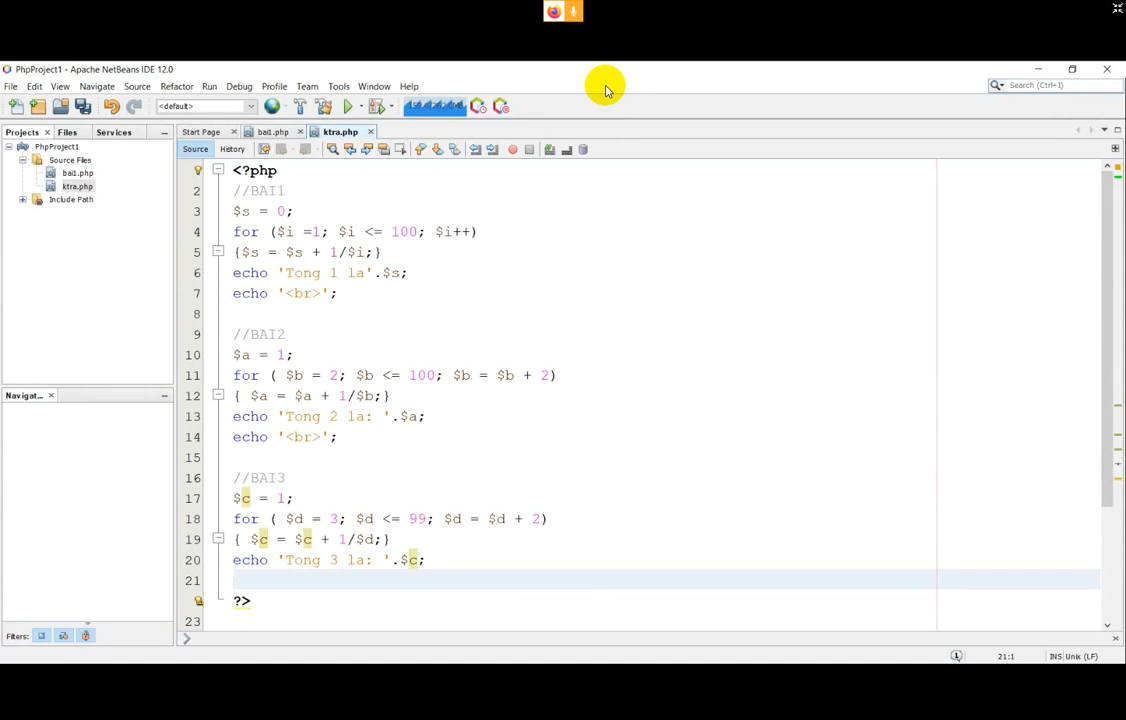 PhpProject1 - Apache NetBeans IDE 12.0
File Edit View Navigate Source Refactor Run Debug Profile Team Tools Window Help
Search (Ctrl+I)
<default>
Projects Files Services
Start Page bai1.php ktra.php
PhpProject1
Source Files
bai1.php
ktra.php
Include Path
Source History
1 <?php
2 //BAI1
3 $s = 0;
4 for ($i =1; $i <= 100; $i++)
5 {$s = $s + 1/$i;}
6 echo 'Tong 1 la'.$s;
7 echo '<br>';
8
9 //BAI2
10 $a = 1;
11 for ( $b = 2; $b <= 100; $b = $b + 2)
12 { $a = $a + 1/$b;}
13 echo 'Tong 2 la: '.$a;
14 echo '<br>';
15
16 //BAI3
17 $c = 1;
18 for ( $d = 3; $d <= 99; $d = $d + 2)
19 { $c = $c + 1/$d;}
20 echo 'Tong 3 la: '.$c;
21
?>
23
Navigat...
Filters:
21:1 INS Unix (LF)